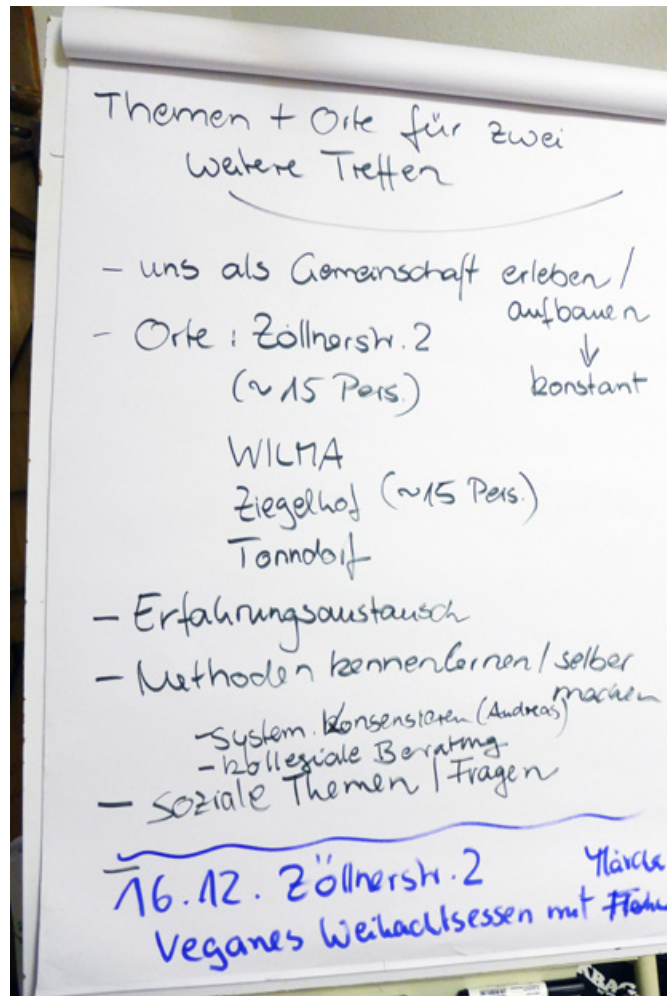 Themen + Orte für zwei
weitere Treffen
- uns als Gemeinschaft erleben /
aufbauen
↓
konstant
- Orte: Zöllnerstr. 2
(~15 Pers.)
WILMA
Ziegelhof (~15 Pers.)
Tonndorf
- Erfahrungsaustausch
- Methoden kennenlernen / selber
machen
- System. Konsensieren (Andreas)
- kollegiale Beratung
- soziale Themen / Fragen
16.12. Zöllnerstr. 2
Veganes Weihachtsessen mit